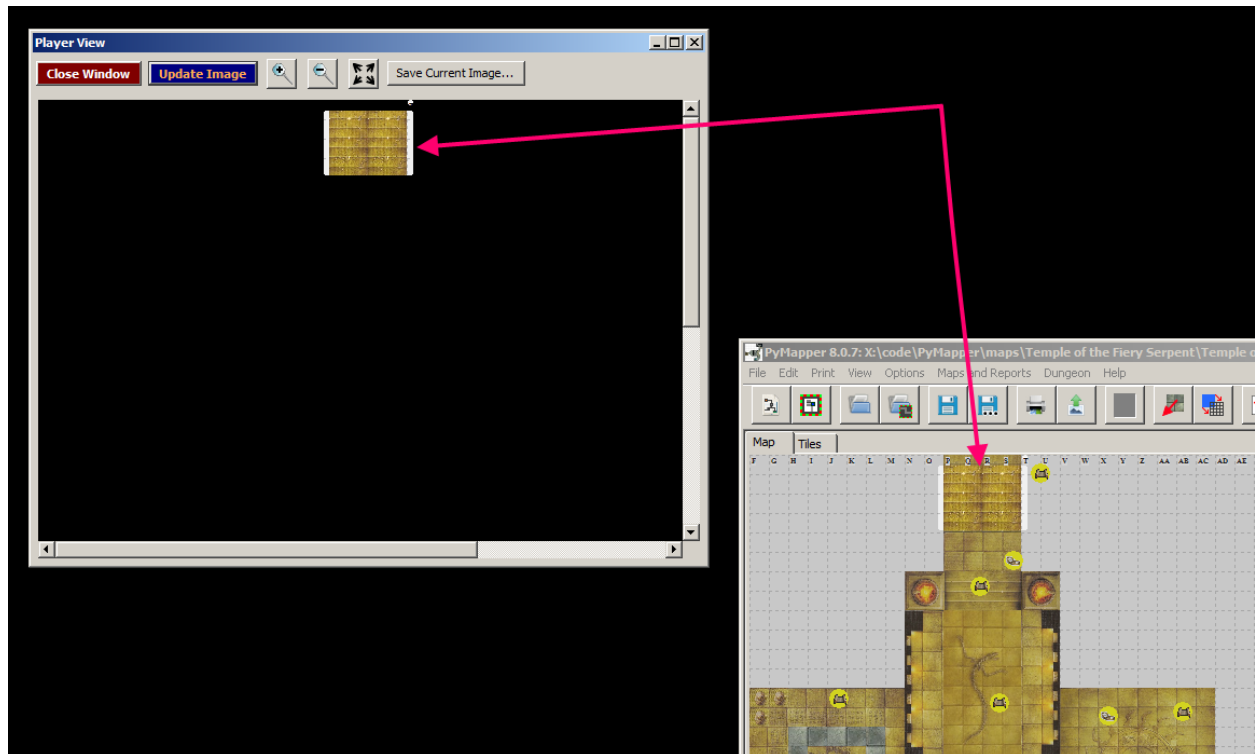 Player View
Close Window Update Image Save Current Image...
PyMapper 8.0.7: X:\code\PyMapper\maps\Temple of the Fiery Serpent\Temple c
File Edit Print View Options Maps and Reports Dungeon Help
Map Tiles
F G H I J K L M N O P Q R S T U V W X Y Z AA AB AC AD AE